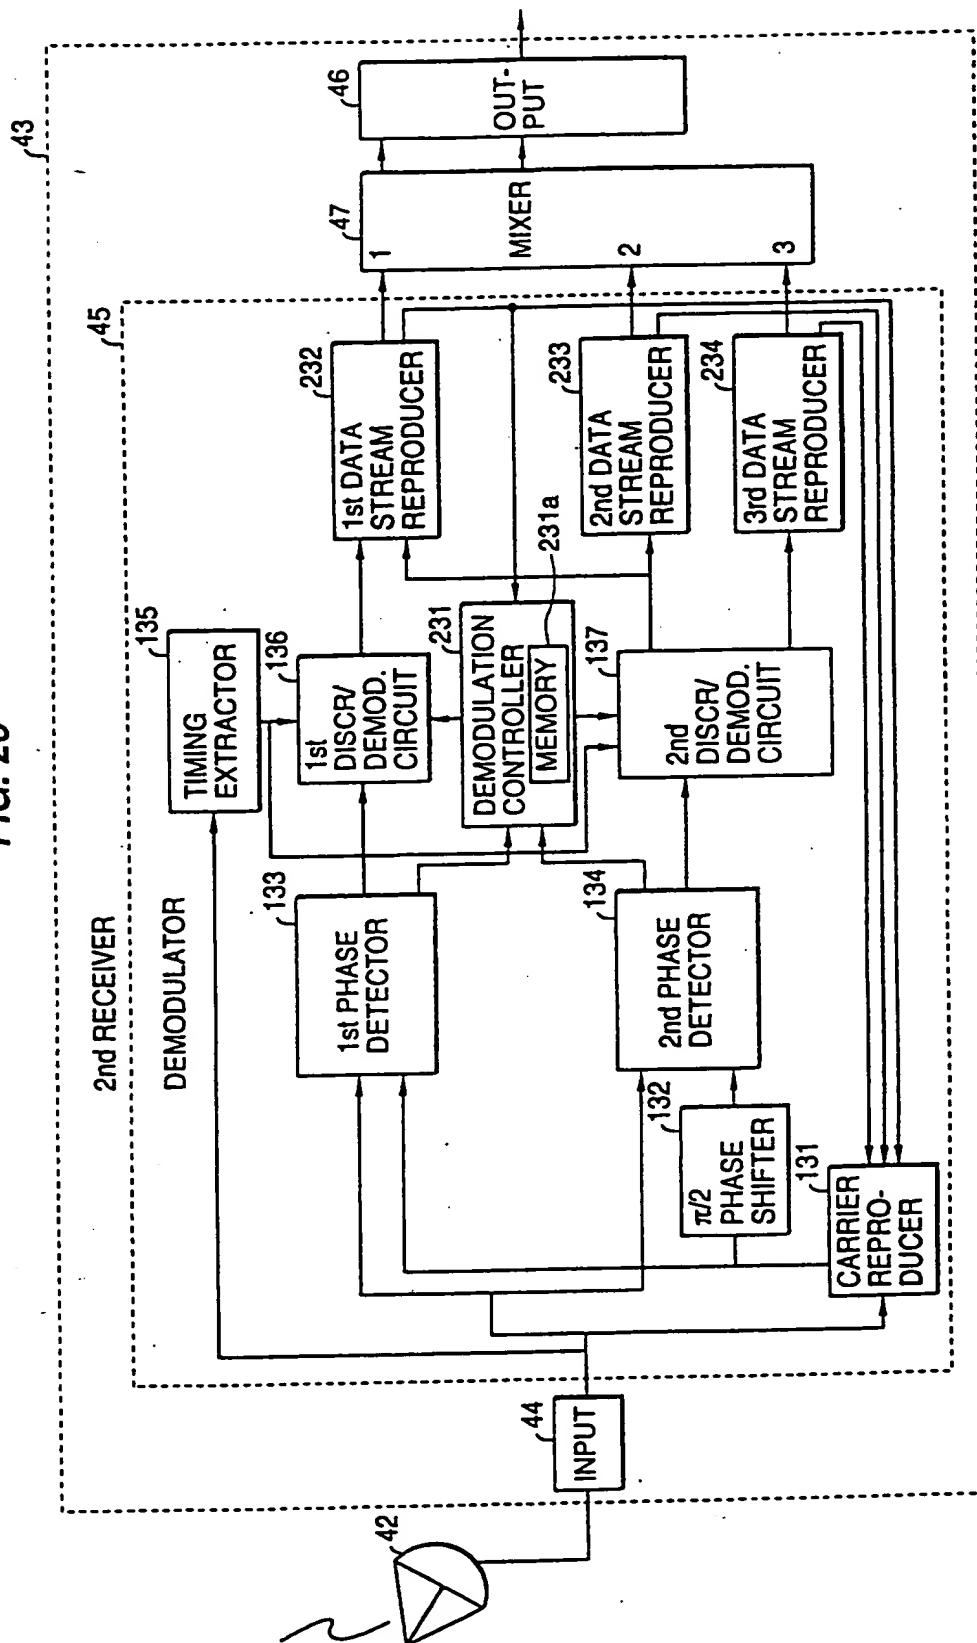 FIG.
43
2nd RECEIVER
45
DEMODULATOR
135
TIMING
EXTRACTOR
46
OUT-
PUT
47
1
MIXER
2
3
232
1st DATA
STREAM
REPRODUCER
136
1st
DISCR/
DEMOD.
CIRCUIT
133
1st PHASE
DETECTOR
231
DEMODULATION
CONTROLLER
MEMORY
231a
233
2nd DATA
STREAM
REPRODUCER
137
2nd
DISCR/
DEMOD.
CIRCUIT
134
2nd PHASE
DETECTOR
234
3rd DATA
STREAM
REPRODUCER
132
π/2
PHASE
SHIFTER
131
CARRIER
REPRO-
DUCER
44
INPUT
42